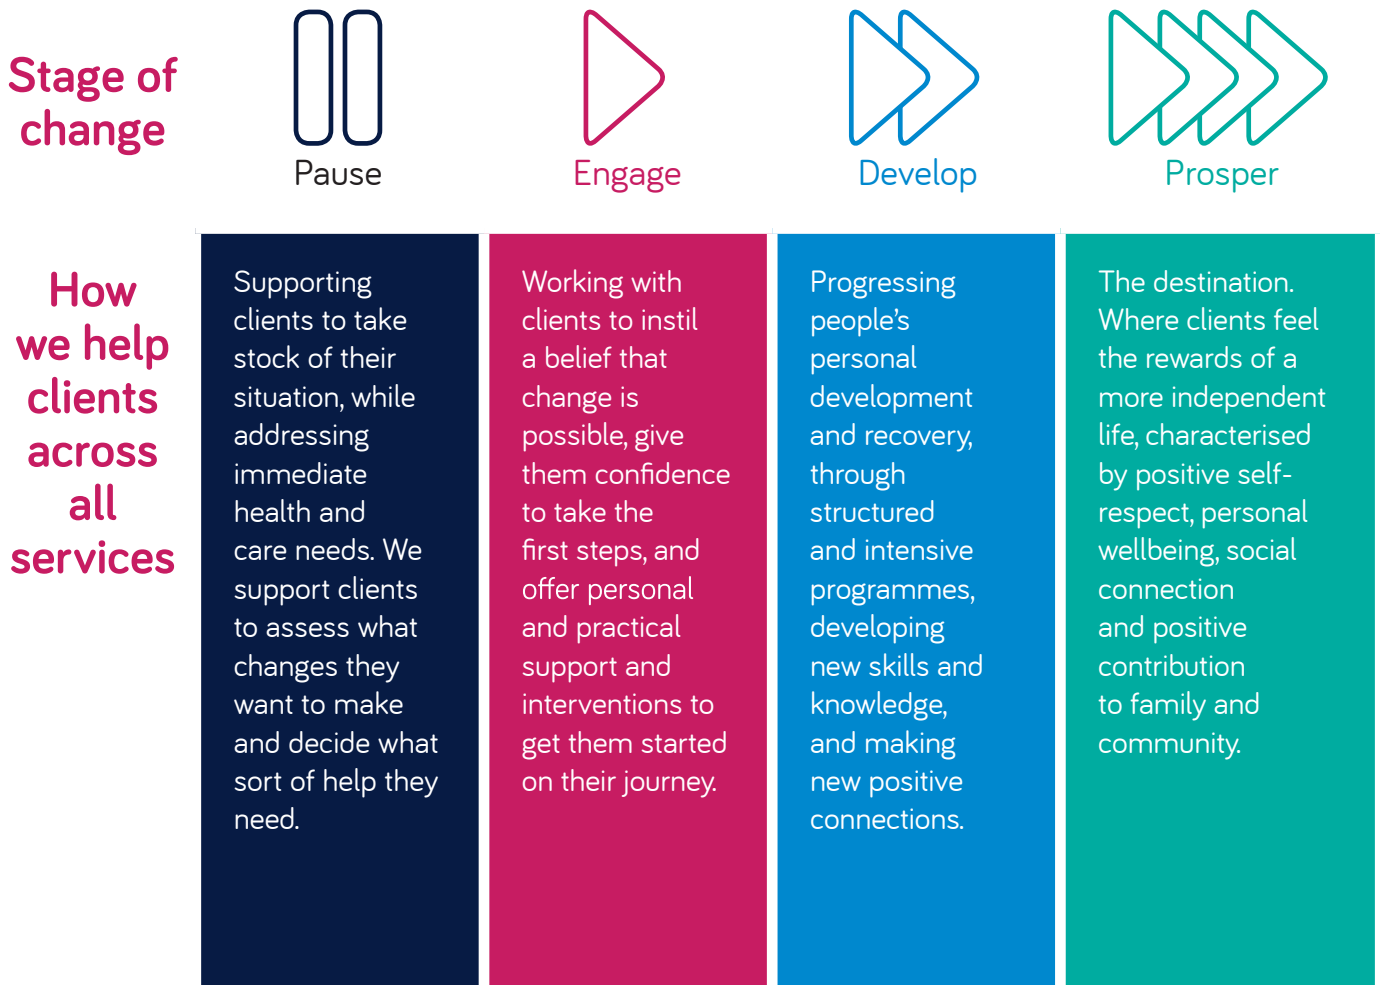 Stage of
change
Pause
Engage
Develop
Prosper
How
we help
clients
across
all
services
Supporting
clients to take
stock of their
situation, while
addressing
immediate
health and
care needs. We
support clients
to assess what
changes they
want to make
and decide what
sort of help they
need.
Working with
clients to instil
a belief that
change is
possible, give
them confidence
to take the
first steps, and
offer personal
and practical
support and
interventions to
get them started
on their journey.
Progressing
people’s
personal
development
and recovery,
through
structured
and intensive
programmes,
developing
new skills and
knowledge,
and making
new positive
connections.
The destination.
Where clients feel
the rewards of a
more independent
life, characterised
by positive self-
respect, personal
wellbeing, social
connection
and positive
contribution
to family and
community.